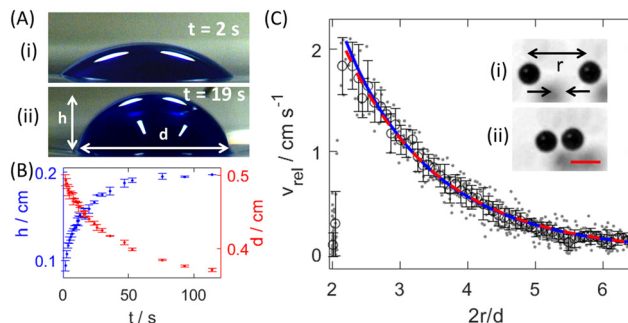 (A)
(i)
t = 2 s
(ii)
t = 19 s
h
d
(B)
0.2
0.1
h / cm
0.5
0.4
d / cm
0 50 100
t / s
(C)
2
1
0
v_rel / cm s⁻¹
2 3 4 5 6
2r/d
(i)
r
(ii)